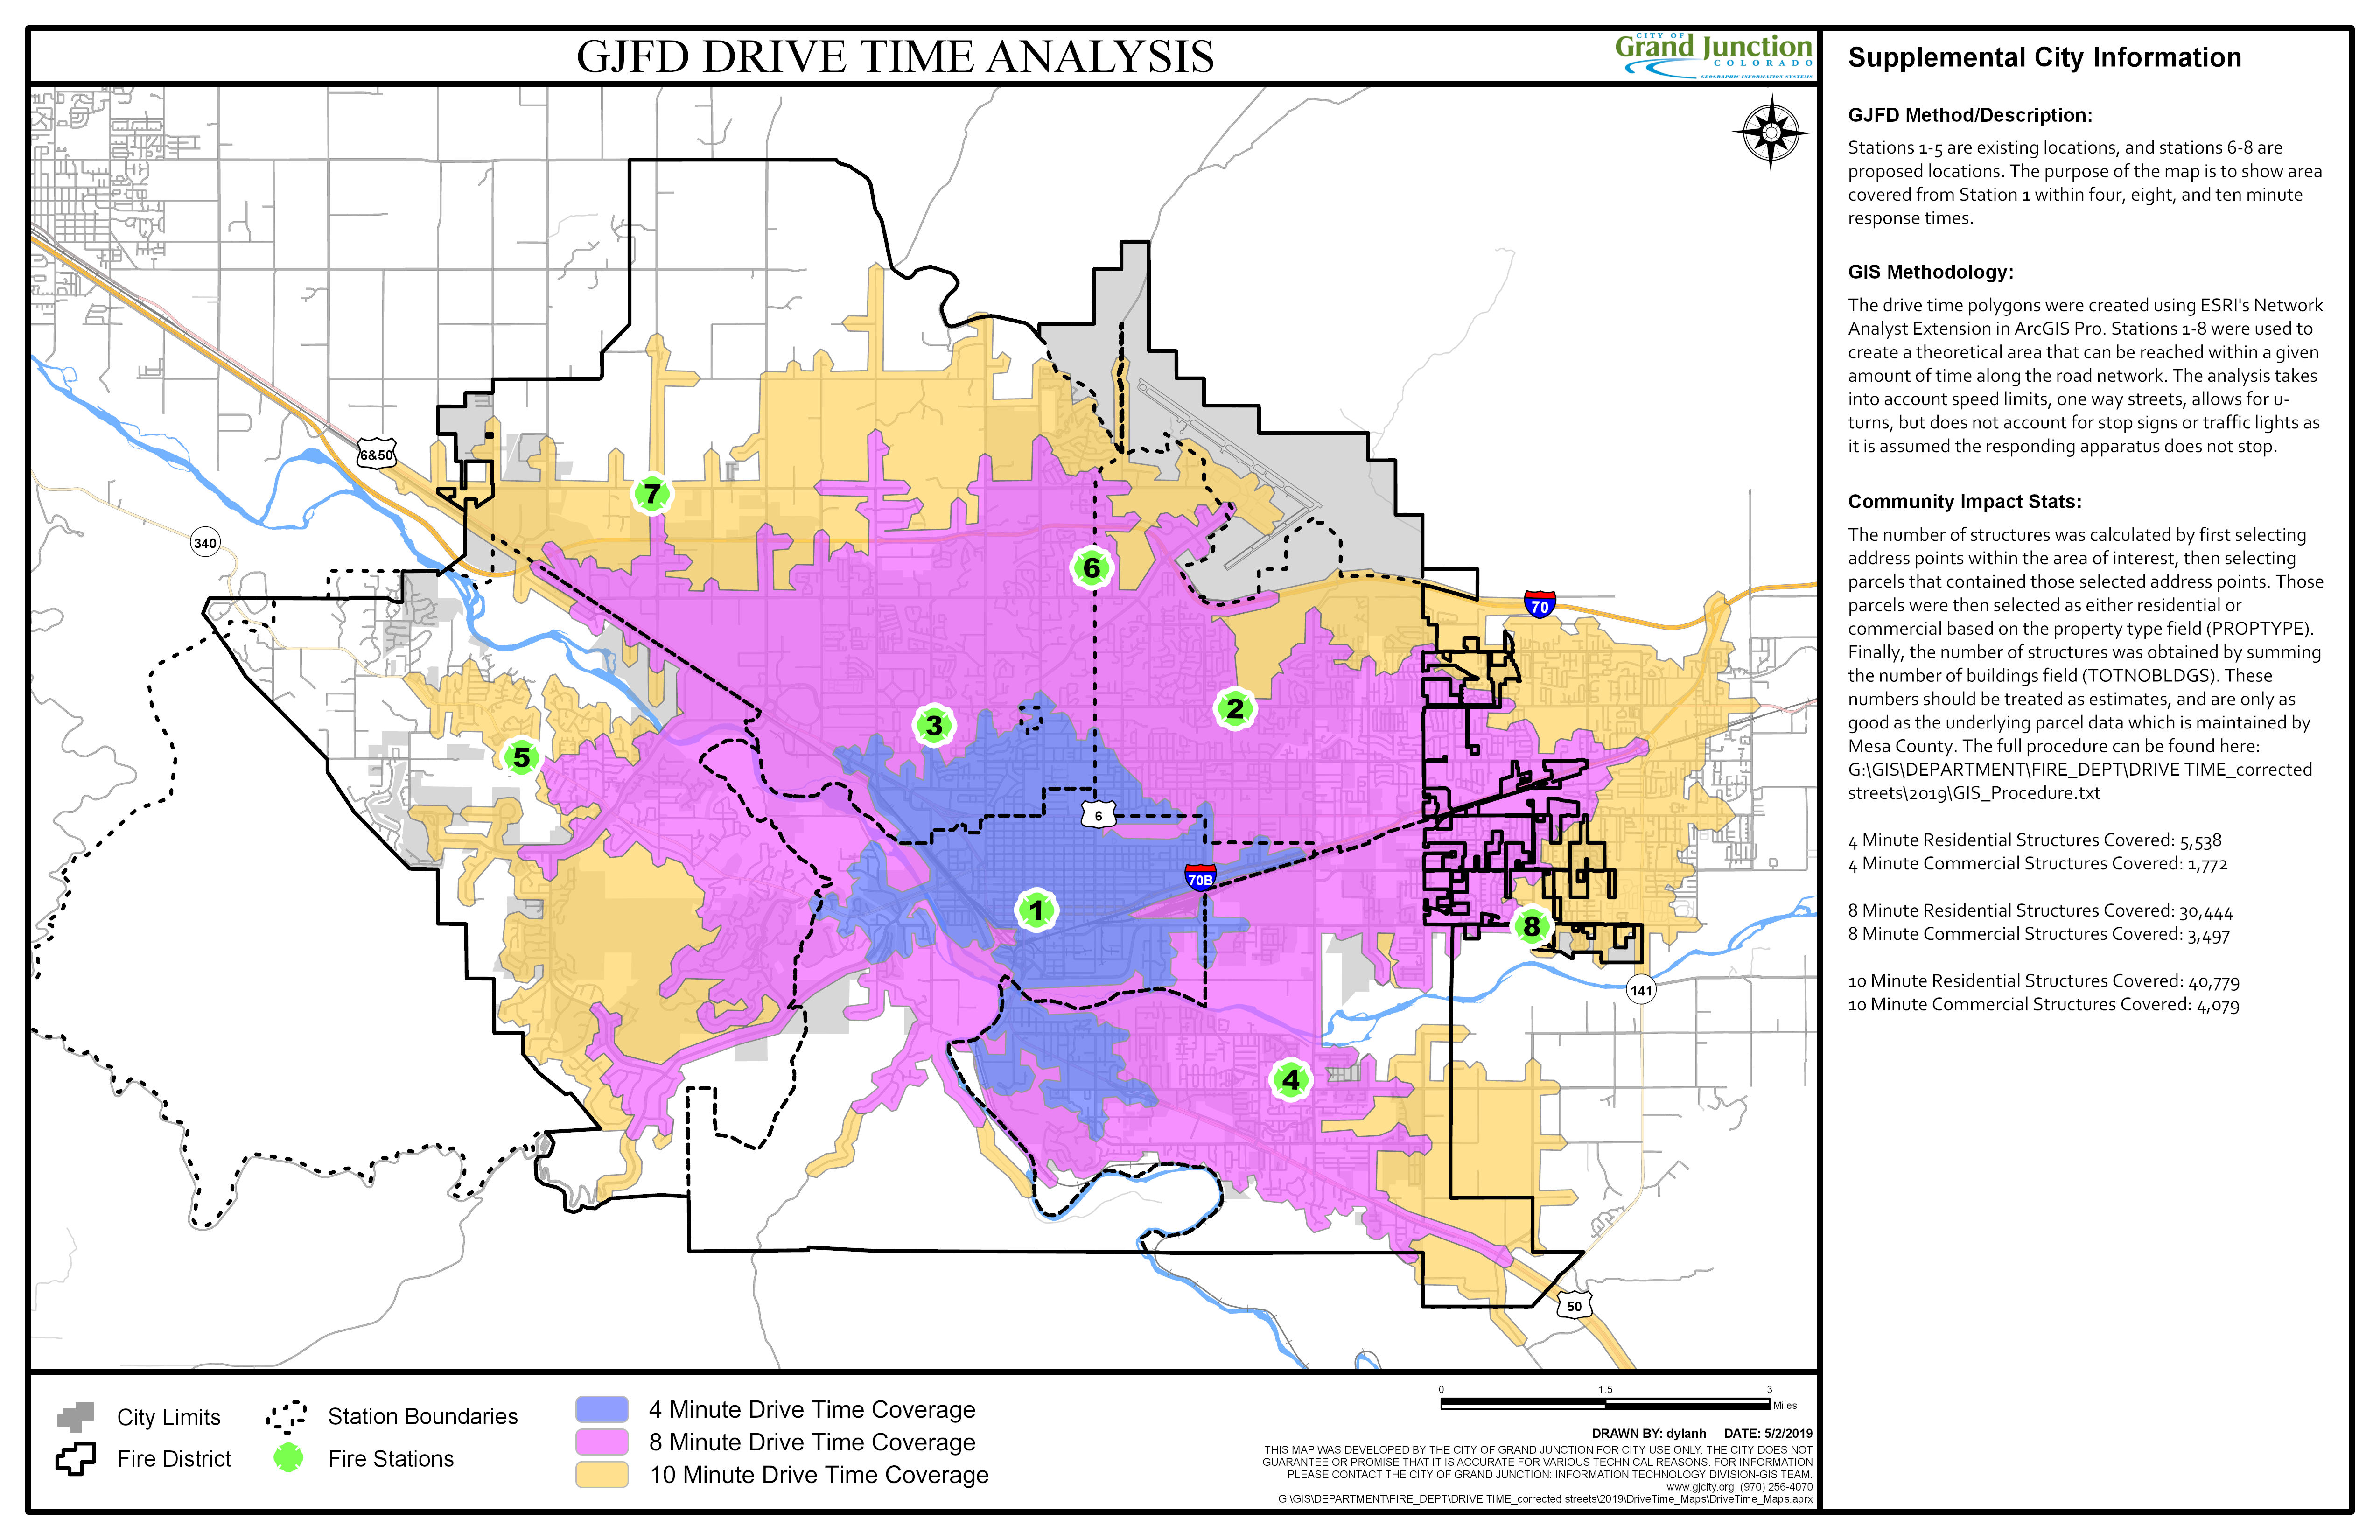 GJFD DRIVE TIME ANALYSIS
CITY OF
Grand Junction
COLORADO
GEOGRAPHIC INFORMATION SYSTEMS
6&50
340
7
6
70
2
3
5
6
70B
1
8
141
4
50
City Limits
Fire District
Station Boundaries
Fire Stations
4 Minute Drive Time Coverage
8 Minute Drive Time Coverage
10 Minute Drive Time Coverage
0 1.5 3
Miles
DRAWN BY: dylanh DATE: 5/2/2019
THIS MAP WAS DEVELOPED BY THE CITY OF GRAND JUNCTION FOR CITY USE ONLY. THE CITY DOES NOT
GUARANTEE OR PROMISE THAT IT IS ACCURATE FOR VARIOUS TECHNICAL REASONS. FOR INFORMATION
PLEASE CONTACT THE CITY OF GRAND JUNCTION: INFORMATION TECHNOLOGY DIVISION-GIS TEAM.
www.gjcity.org (970) 256-4070
G:\GIS\DEPARTMENT\FIRE_DEPT\DRIVE TIME_corrected streets\2019\DriveTime_Maps\DriveTime_Maps.aprx
Supplemental City Information
GJFD Method/Description:
Stations 1-5 are existing locations, and stations 6-8 are
proposed locations. The purpose of the map is to show area
covered from Station 1 within four, eight, and ten minute
response times.
GIS Methodology:
The drive time polygons were created using ESRI's Network
Analyst Extension in ArcGIS Pro. Stations 1-8 were used to
create a theoretical area that can be reached within a given
amount of time along the road network. The analysis takes
into account speed limits, one way streets, allows for u-
turns, but does not account for stop signs or traffic lights as
it is assumed the responding apparatus does not stop.
Community Impact Stats:
The number of structures was calculated by first selecting
address points within the area of interest, then selecting
parcels that contained those selected address points. Those
parcels were then selected as either residential or
commercial based on the property type field (PROPTYPE).
Finally, the number of structures was obtained by summing
the number of buildings field (TOTNOBLDGS). These
numbers should be treated as estimates, and are only as
good as the underlying parcel data which is maintained by
Mesa County. The full procedure can be found here:
G:\GIS\DEPARTMENT\FIRE_DEPT\DRIVE TIME_corrected
streets\2019\GIS_Procedure.txt
4 Minute Residential Structures Covered: 5,538
4 Minute Commercial Structures Covered: 1,772
8 Minute Residential Structures Covered: 30,444
8 Minute Commercial Structures Covered: 3,497
10 Minute Residential Structures Covered: 40,779
10 Minute Commercial Structures Covered: 4,079